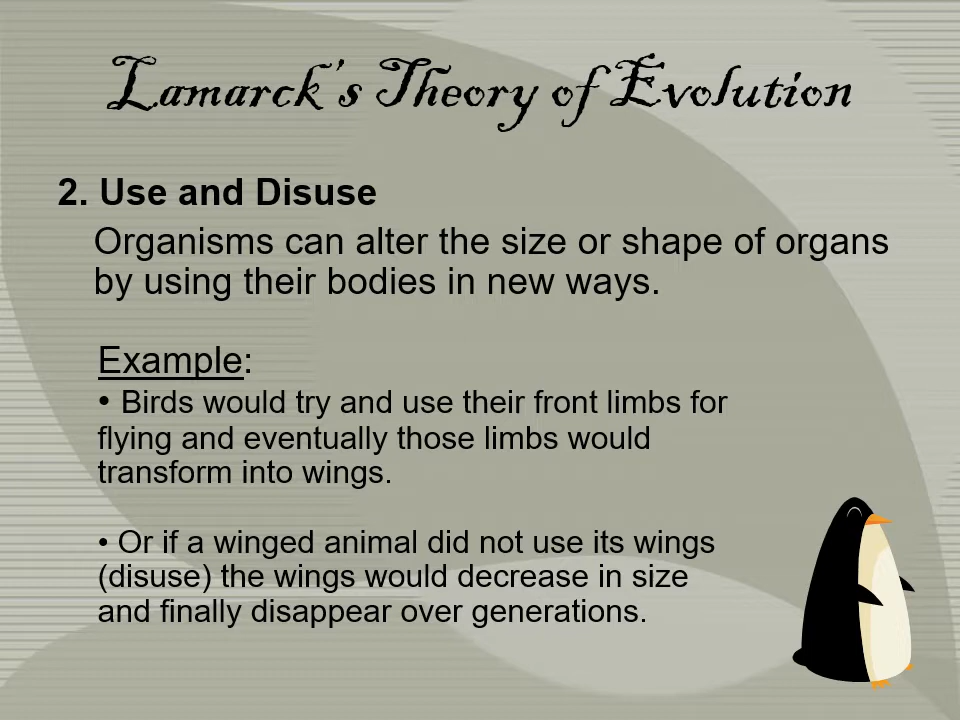 Lamarck's Theory of Evolution
2. Use and Disuse
Organisms can alter the size or shape of organs
by using their bodies in new ways.
Example:
• Birds would try and use their front limbs for
flying and eventually those limbs would
transform into wings.
• Or if a winged animal did not use its wings
(disuse) the wings would decrease in size
and finally disappear over generations.